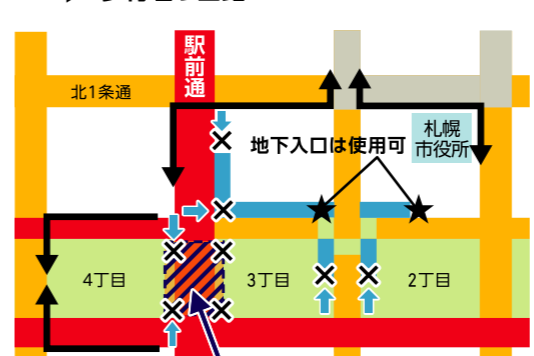 駅前通
北1条通
地下入口は使用可
札幌
市役所
4丁目
3丁目
2丁目